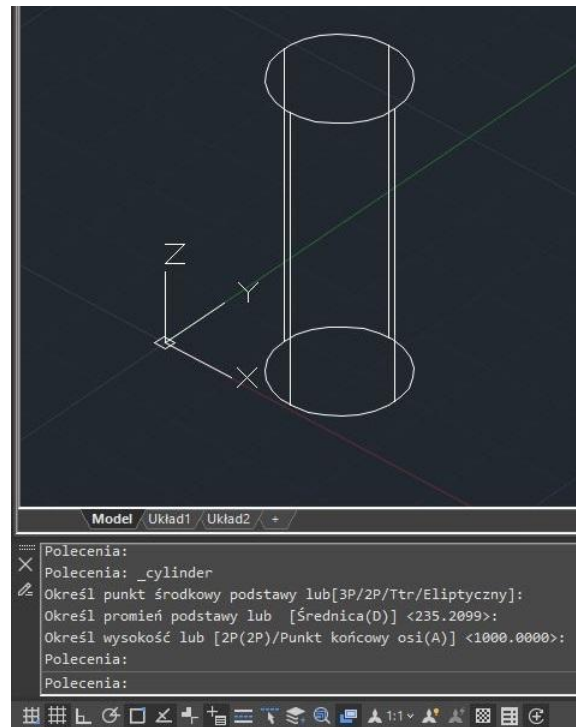 Z
Y
X
Model Układ1 Układ2 +
Polecenia:
Polecenia: _cylinder
Określ punkt środkowy podstawy lub[3P/2P/Ttr/Eliptyczny]:
Określ promień podstawy lub [Średnica(D)] <235.2099>:
Określ wysokość lub [2P(2P)/Punkt końcowy osi(A)] <1000.0000>:
Polecenia:
Polecenia:
1:1